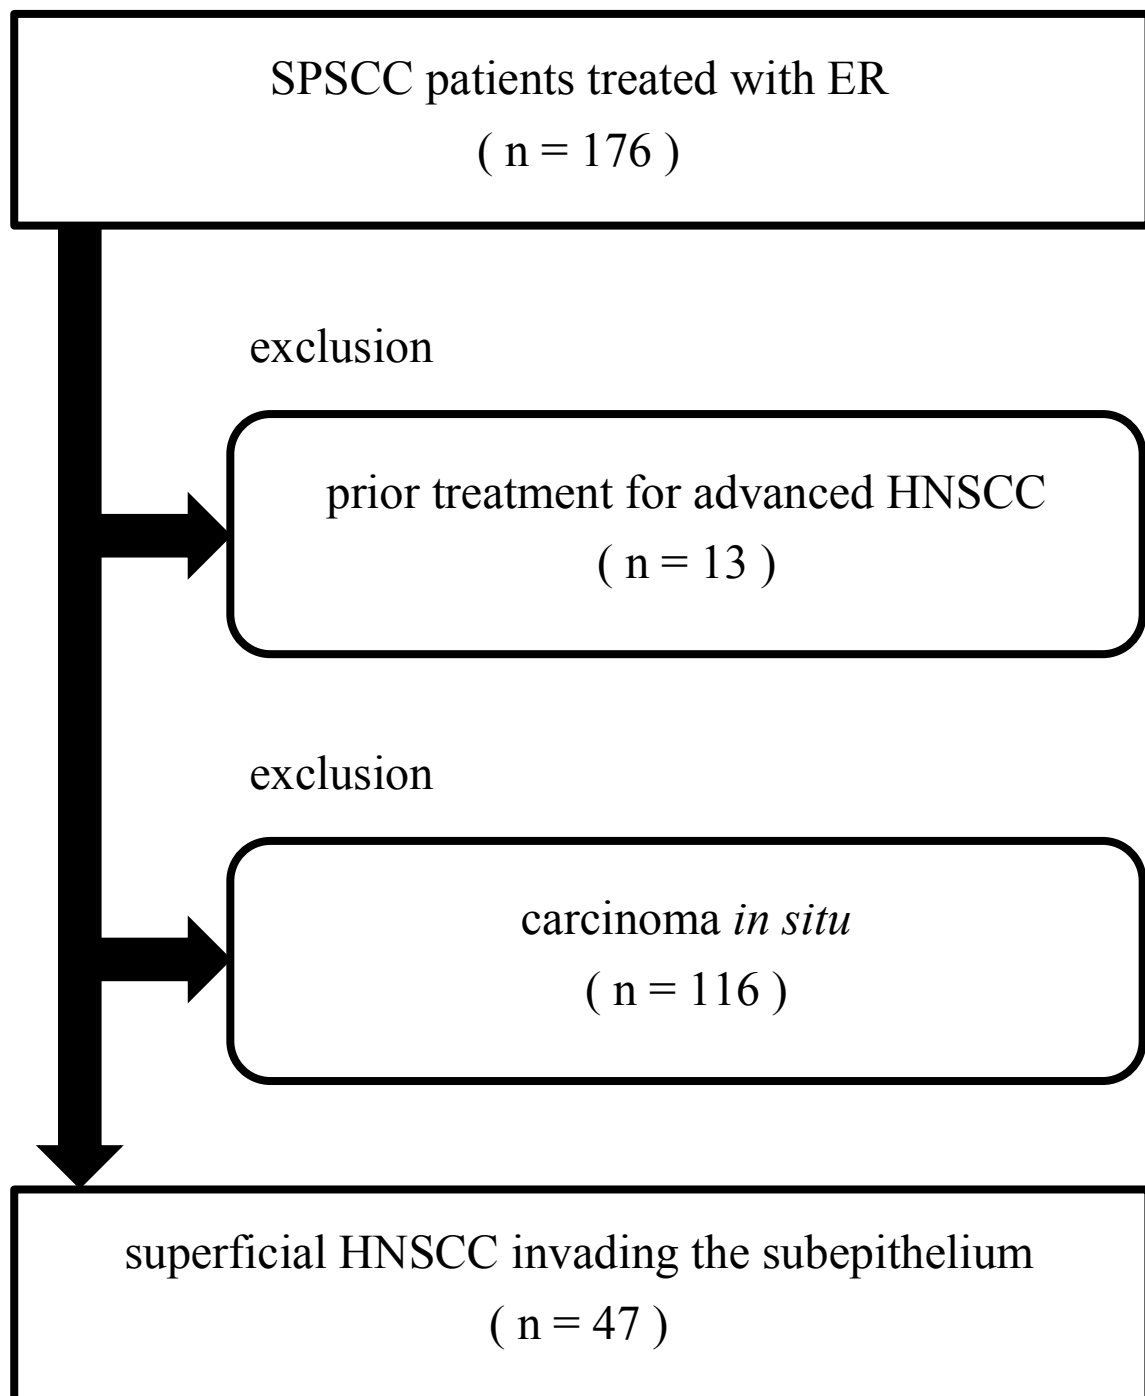 SPSCC patients treated with ER
( n = 176 )
exclusion
prior treatment for advanced HNSCC
( n = 13 )
exclusion
carcinoma in situ
( n = 116 )
superficial HNSCC invading the subepithelium
( n = 47 )